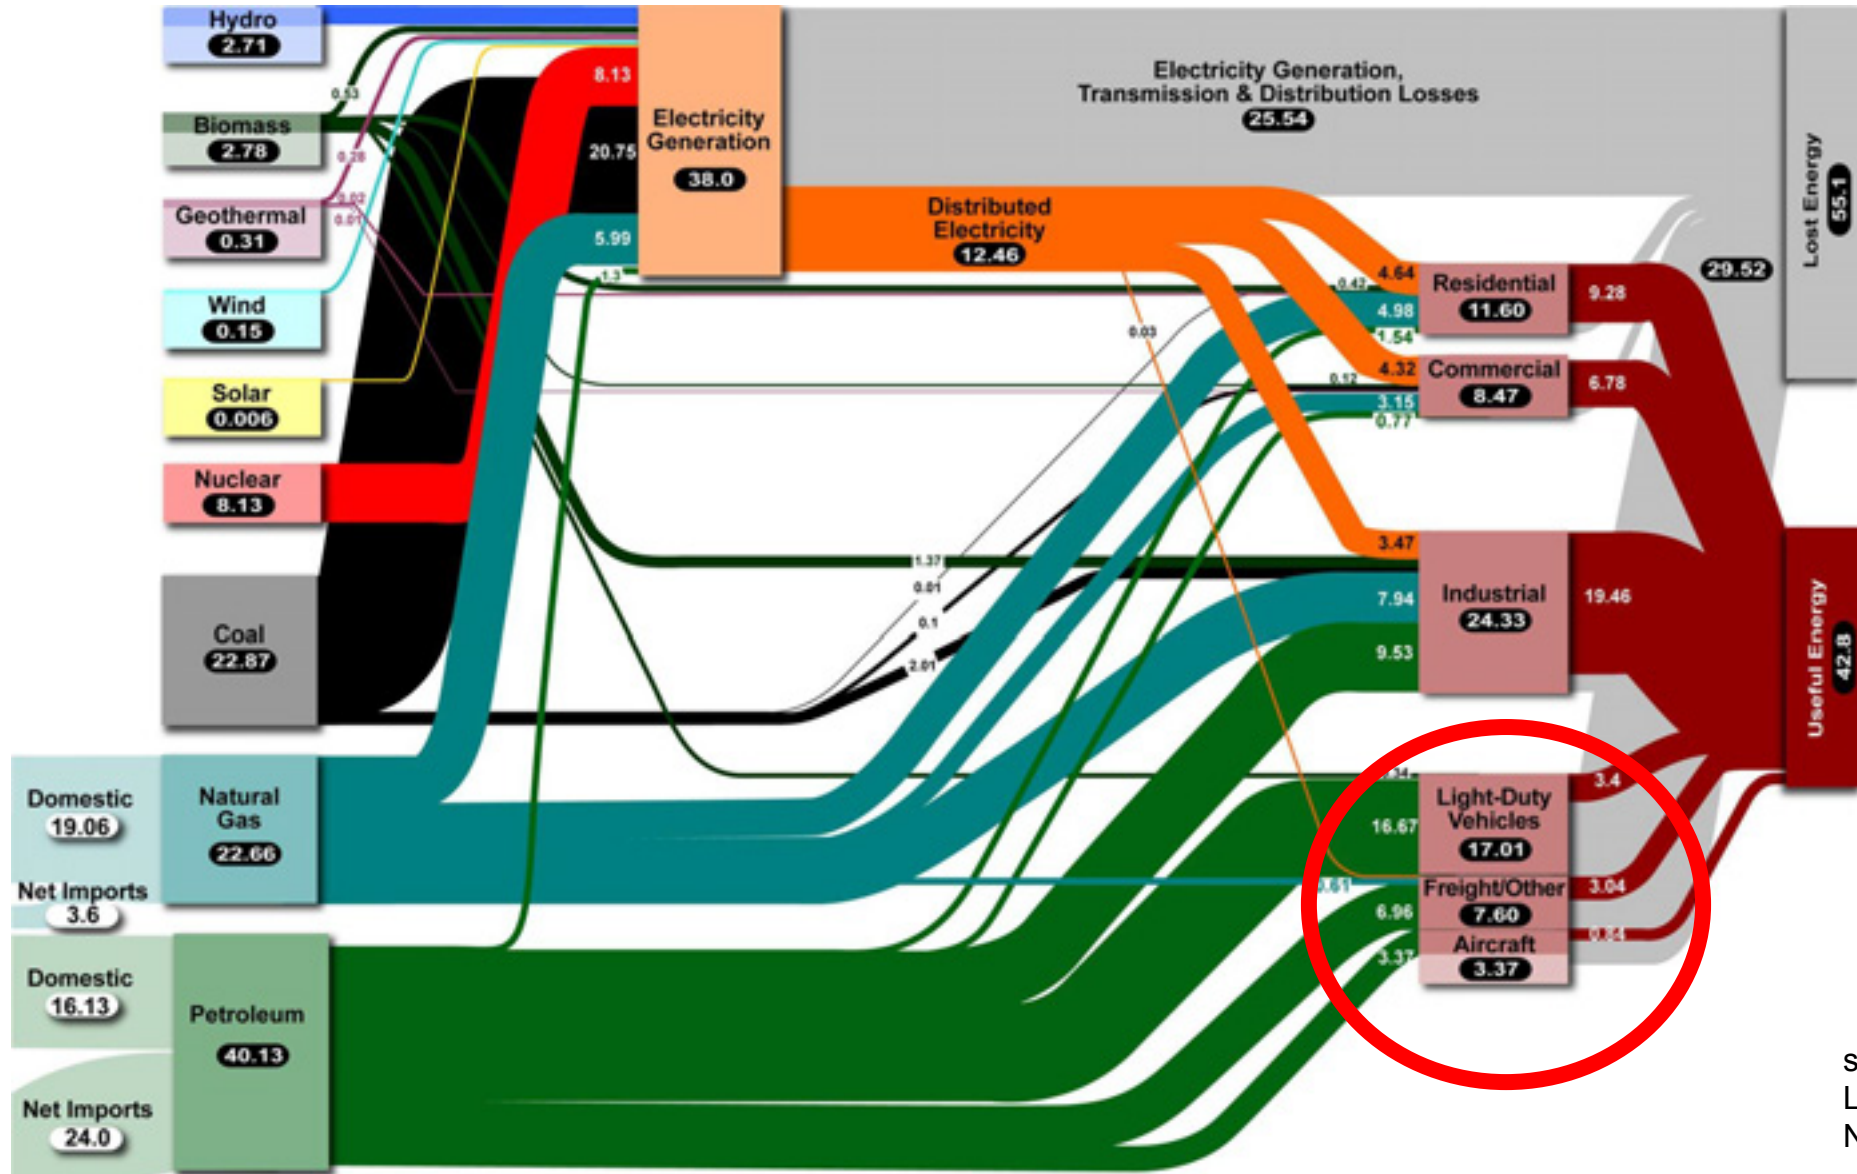 Hydro
2.71
Biomass
2.78
Geothermal
0.31
Wind
0.15
Solar
0.006
Nuclear
8.13
Coal
22.87
Domestic
19.06
Net Imports
3.6
Natural
Gas
22.66
Domestic
16.13
Net Imports
24.0
Petroleum
40.13
0.53
0.28
0.02
0.01
8.13
20.75
5.99
1.3
Electricity
Generation
38.0
Electricity Generation,
Transmission & Distribution Losses
25.54
Distributed
Electricity
12.46
0.03
1.37
0.01
0.1
2.01
0.42
4.64
4.98
1.54
0.12
4.32
3.15
0.77
3.47
7.94
9.53
16.67
0.61
6.96
3.37
Residential
11.60
Commercial
8.47
Industrial
24.33
Light-Duty
Vehicles
17.01
Freight/Other
7.60
Aircraft
3.37
9.28
6.78
19.46
3.4
3.04
0.84
29.52
Lost Energy
55.1
Useful Energy
42.8
s
L
N